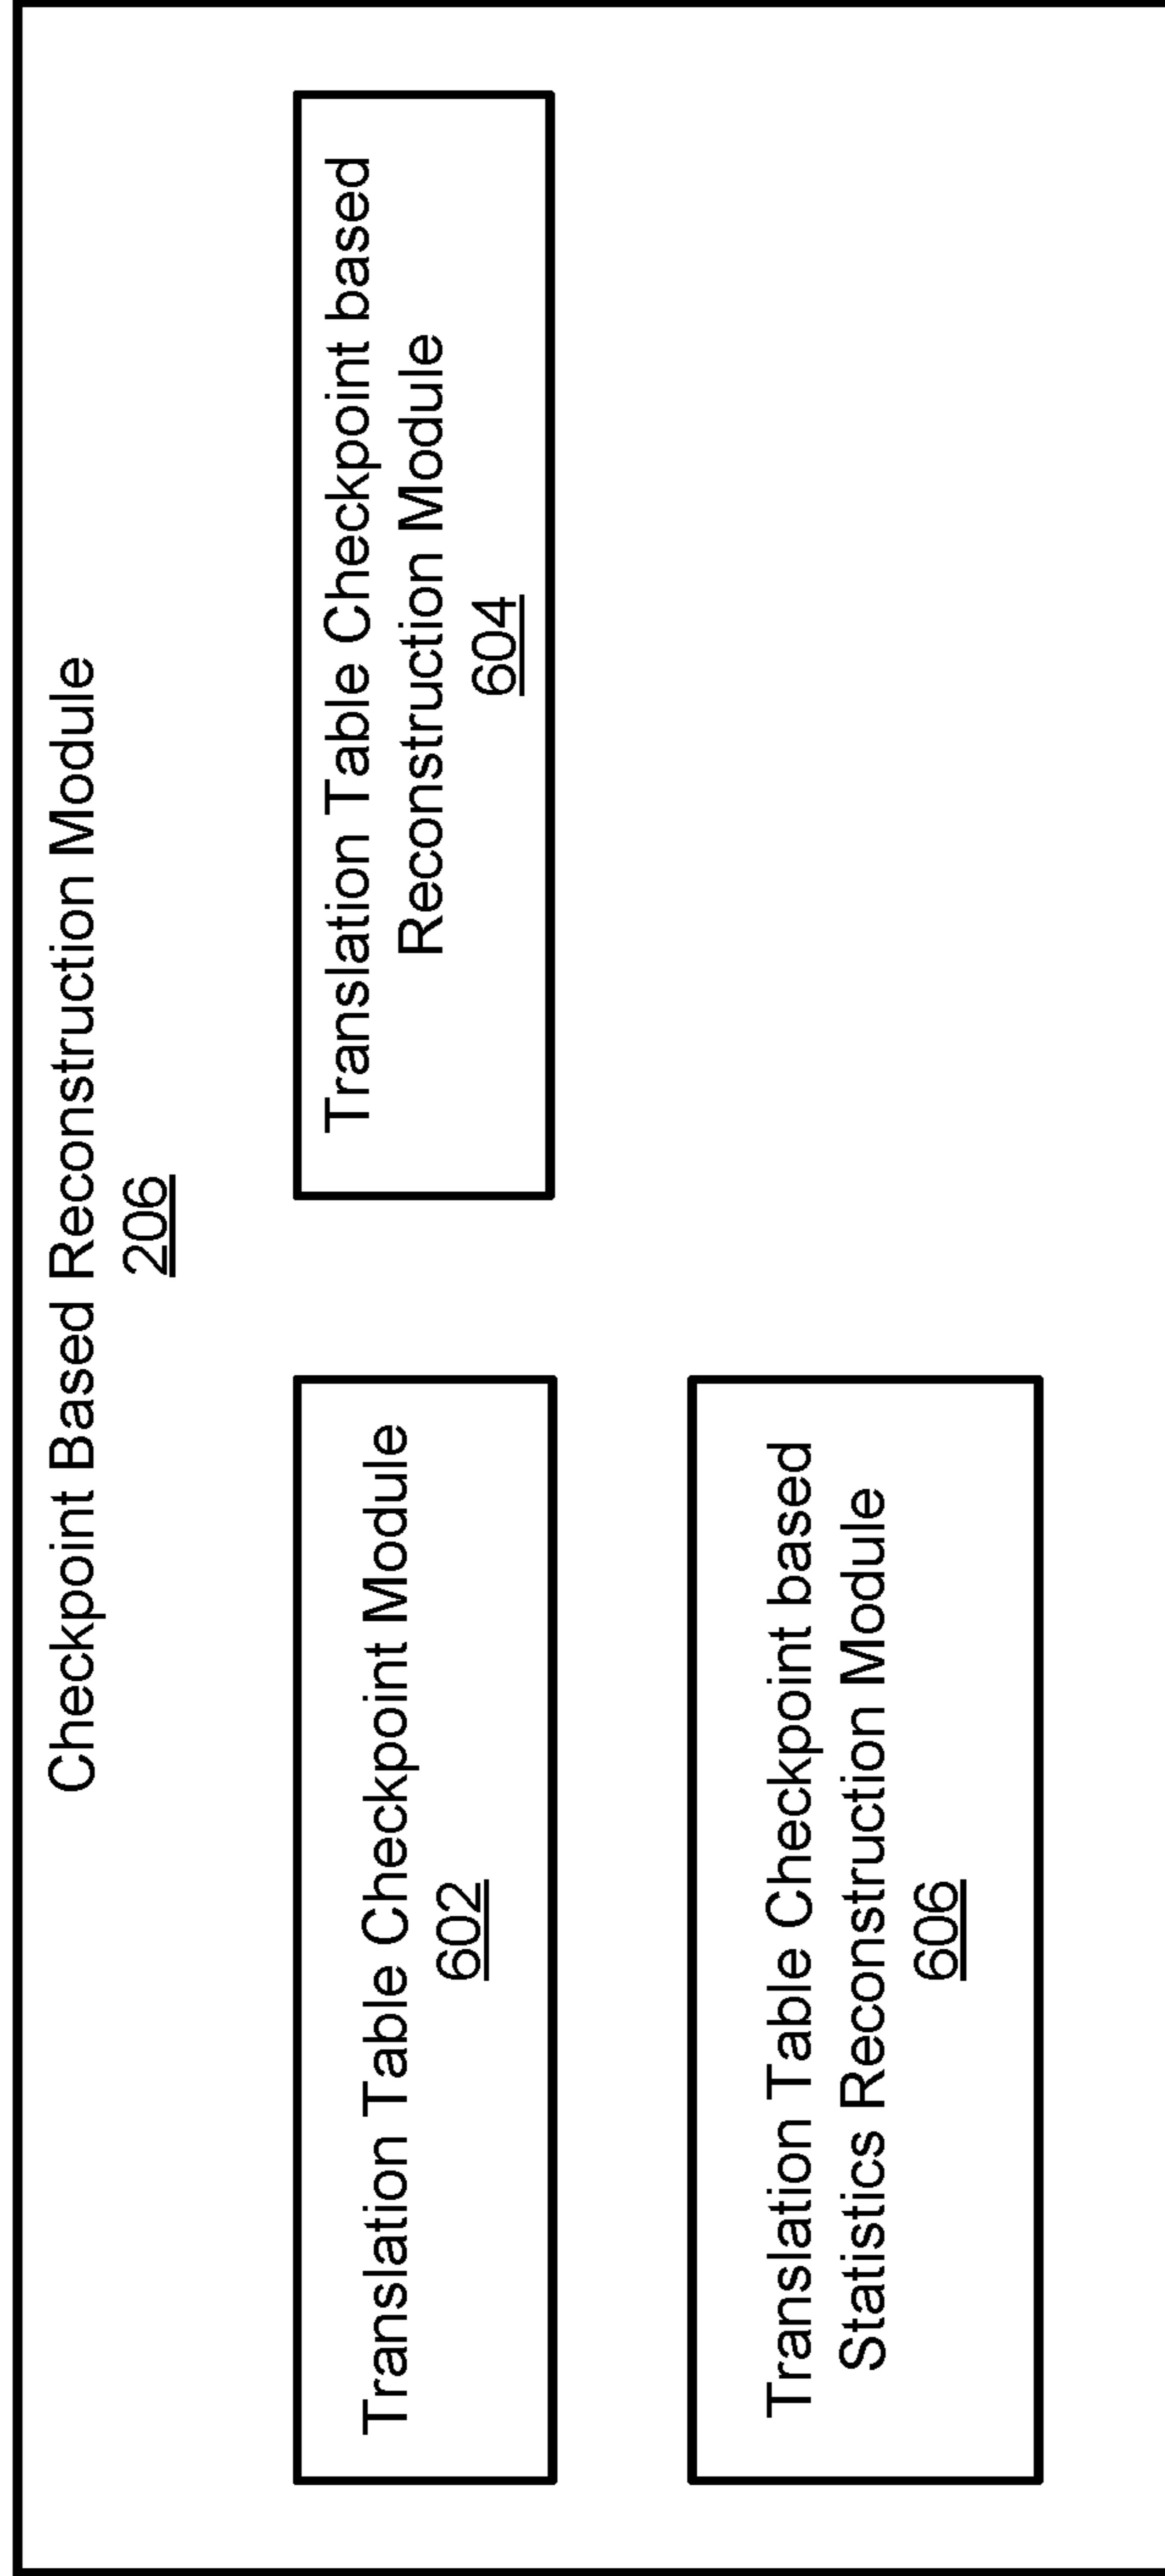 Checkpoint Based Reconstruction Module
206
Translation Table Checkpoint Module
602
Translation Table Checkpoint based
Reconstruction Module
604
Translation Table Checkpoint based
Statistics Reconstruction Module
606